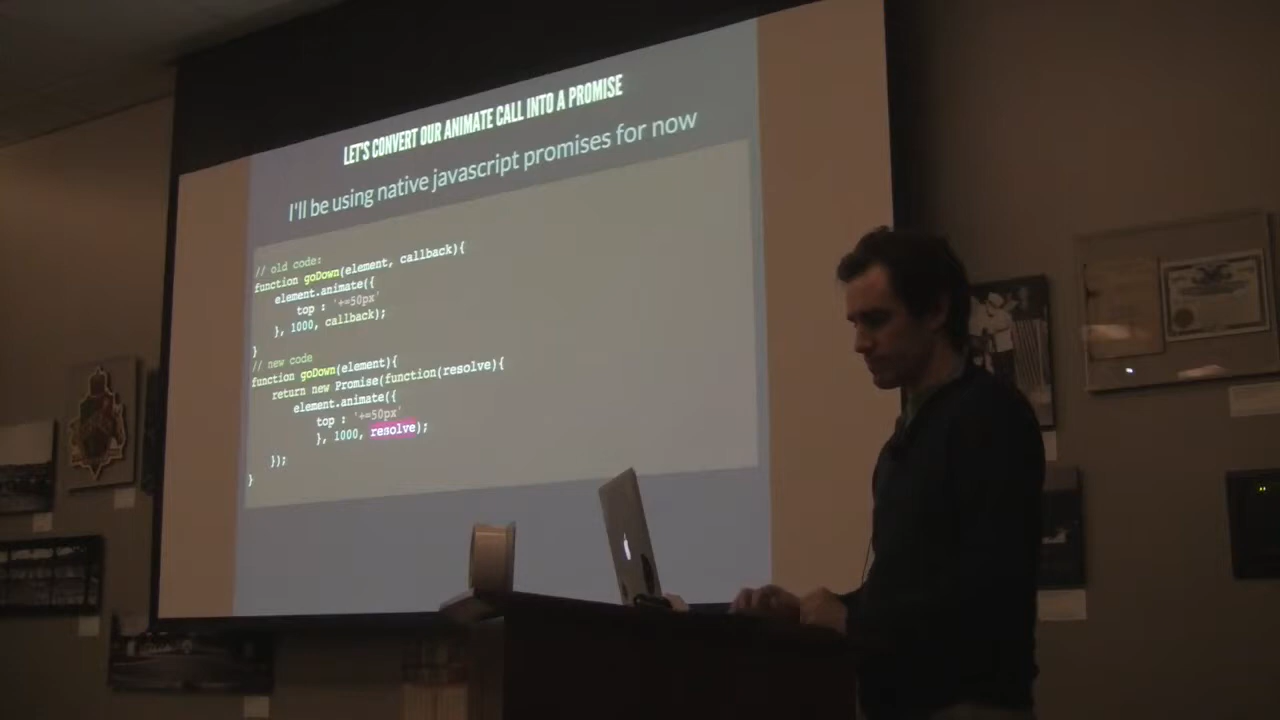 LET'S CONVERT OUR ANIMATE CALL INTO A PROMISE
I'll be using native javascript promises for now
// old code:
function goDown(element, callback){
element.animate({
top : '+=50px'
}, 1000, callback);
}
// new code
function goDown(element){
return new Promise(function(resolve){
element.animate({
top : '+=50px'
}, 1000, resolve);
});
}